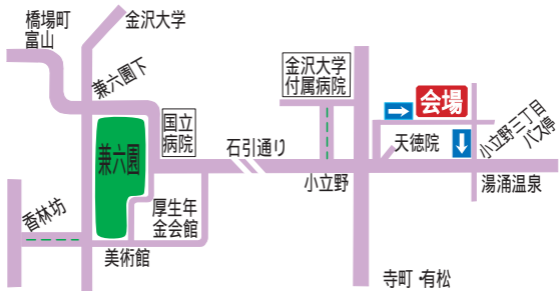 橋場町
富山
金沢大学
兼六園下
金沢大学
付属病院
会場
国立
病院
兼六園
石引通り
天徳院
小立野三丁目
バス停
小立野
湯涌温泉
香林坊
厚生年
金会館
美術館
寺町・有松